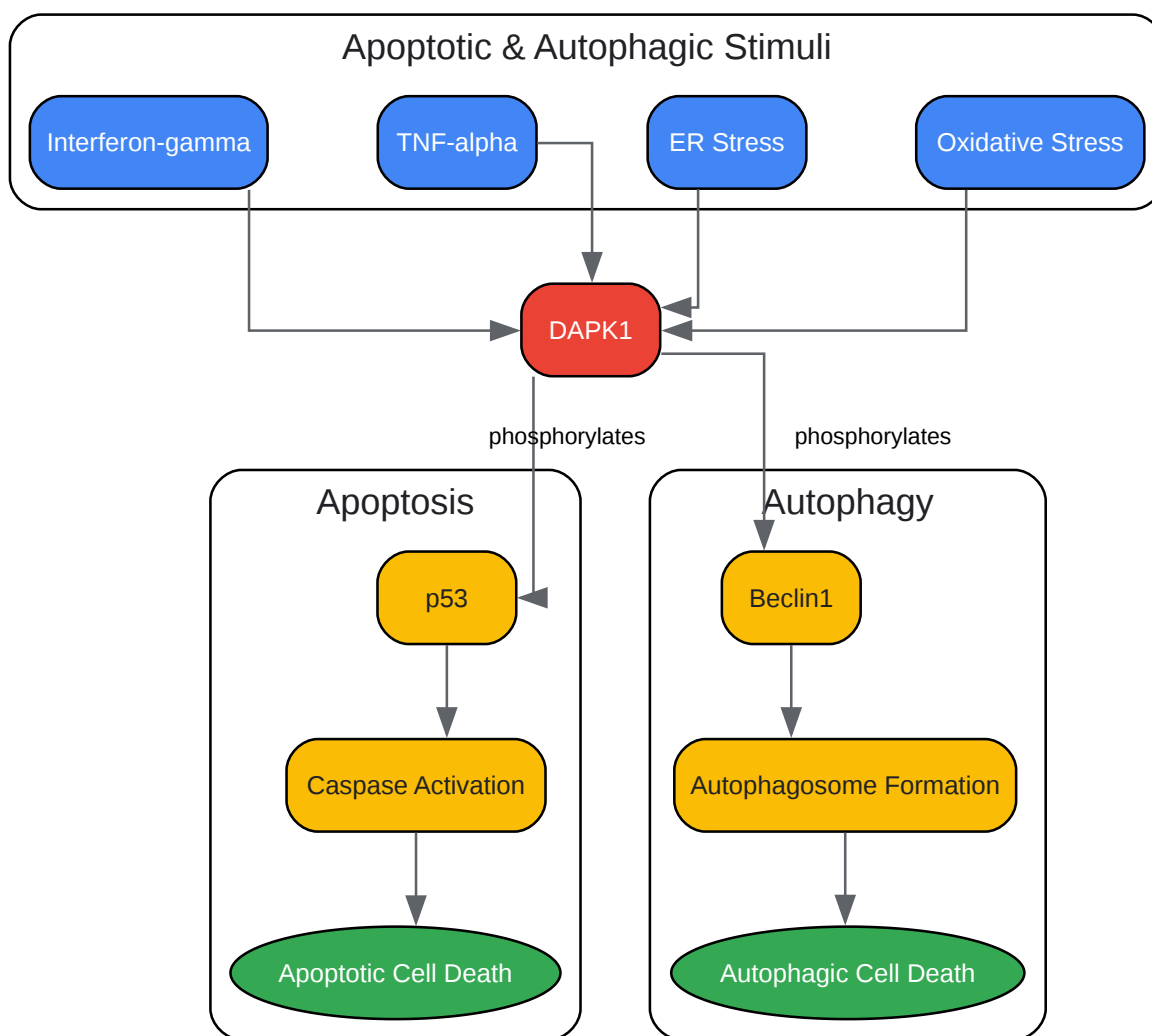 Apoptotic & Autophagic Stimuli
Interferon-gamma
TNF-alpha
ER Stress
Oxidative Stress
DAPK1
phosphorylates
phosphorylates
Apoptosis
Autophagy
p53
Beclin1
Caspase Activation
Autophagosome Formation
Apoptotic Cell Death
Autophagic Cell Death